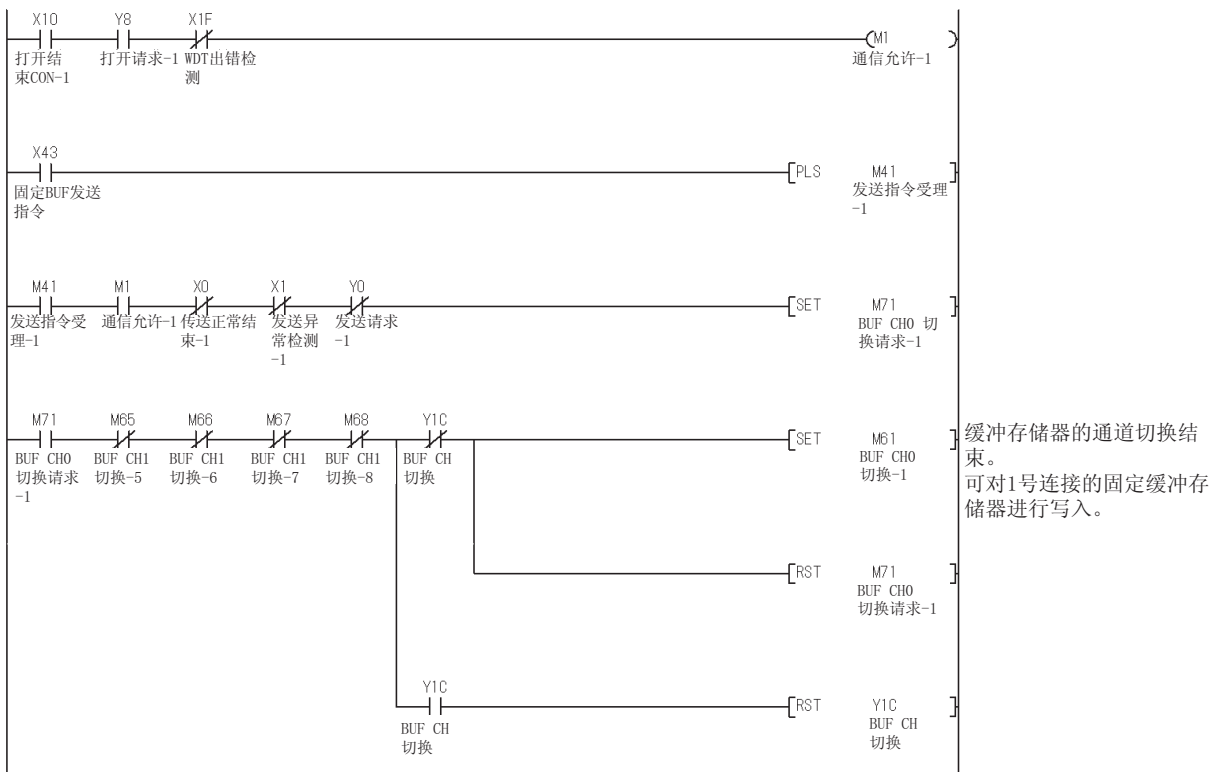 X10 Y8 X1F
M1
打开结 打开请求-1 WDT出错检 通信允许-1
束CON-1 测
X43
PLS M41
固定BUF发送 发送指令受理
指令 -1
M41 M1 X0 X1 Y0
SET M71
发送指令受 通信允许-1 传送正常结 发送异 发送请求 BUF CH0 切
理-1 束-1 常检测 -1 换请求-1
-1
M71 M65 M66 M67 M68 Y1C
SET M61 缓冲存储器的通道切换结
BUF CH0 BUF CH1 BUF CH1 BUF CH1 BUF CH1 BUF CH BUF CH0 束。
切换请求 切换-5 切换-6 切换-7 切换-8 切换 切换-1 可对1号连接的固定缓冲存
-1 储器进行写入。
RST M71
BUF CH0
切换请求-1
Y1C
RST Y1C
BUF CH BUF CH
切换 切换